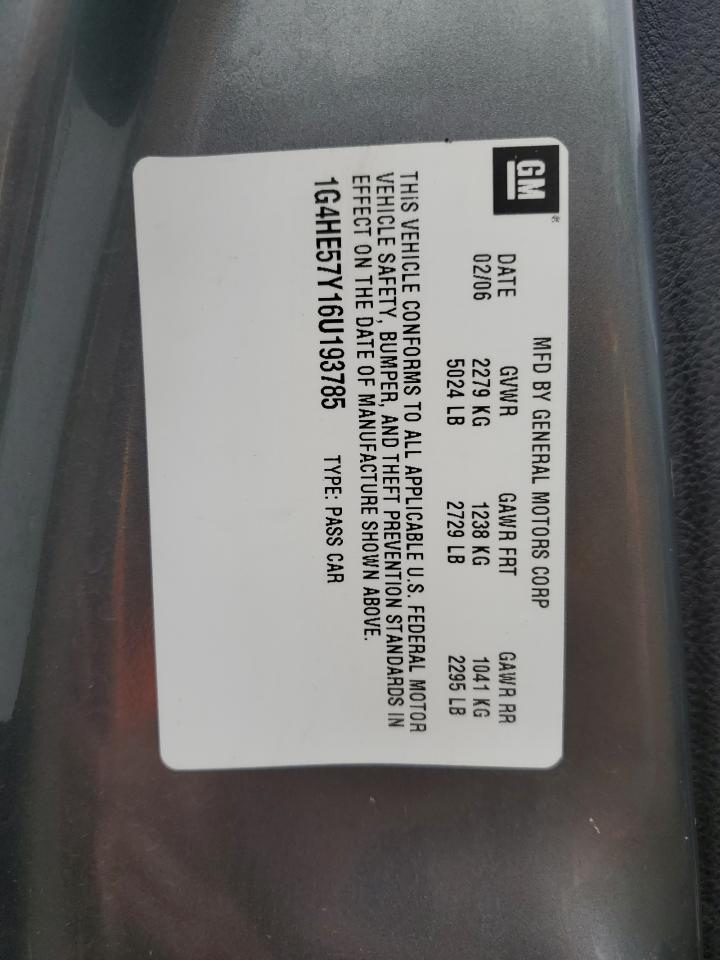 GM ®
MFD BY GENERAL MOTORS CORP
DATE GVWR GAWR FRT GAWR RR
02/06 2279 KG 1238 KG 1041 KG
5024 LB 2729 LB 2295 LB
THIS VEHICLE CONFORMS TO ALL APPLICABLE U.S. FEDERAL MOTOR
VEHICLE SAFETY, BUMPER, AND THEFT PREVENTION STANDARDS IN
EFFECT ON THE DATE OF MANUFACTURE SHOWN ABOVE.
1G4HE57Y16U193785 TYPE: PASS CAR